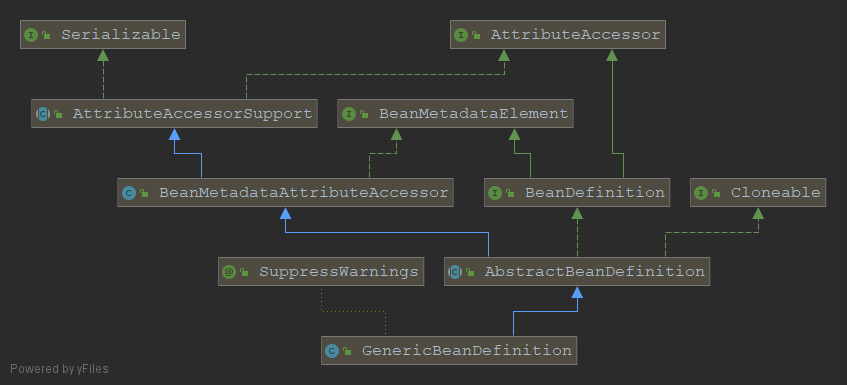 Serializable
AttributeAccessor
AttributeAccessorSupport
BeanMetadataElement
BeanMetadataAttributeAccessor
BeanDefinition
Cloneable
SuppressWarnings
AbstractBeanDefinition
GenericBeanDefinition
Powered by yFiles